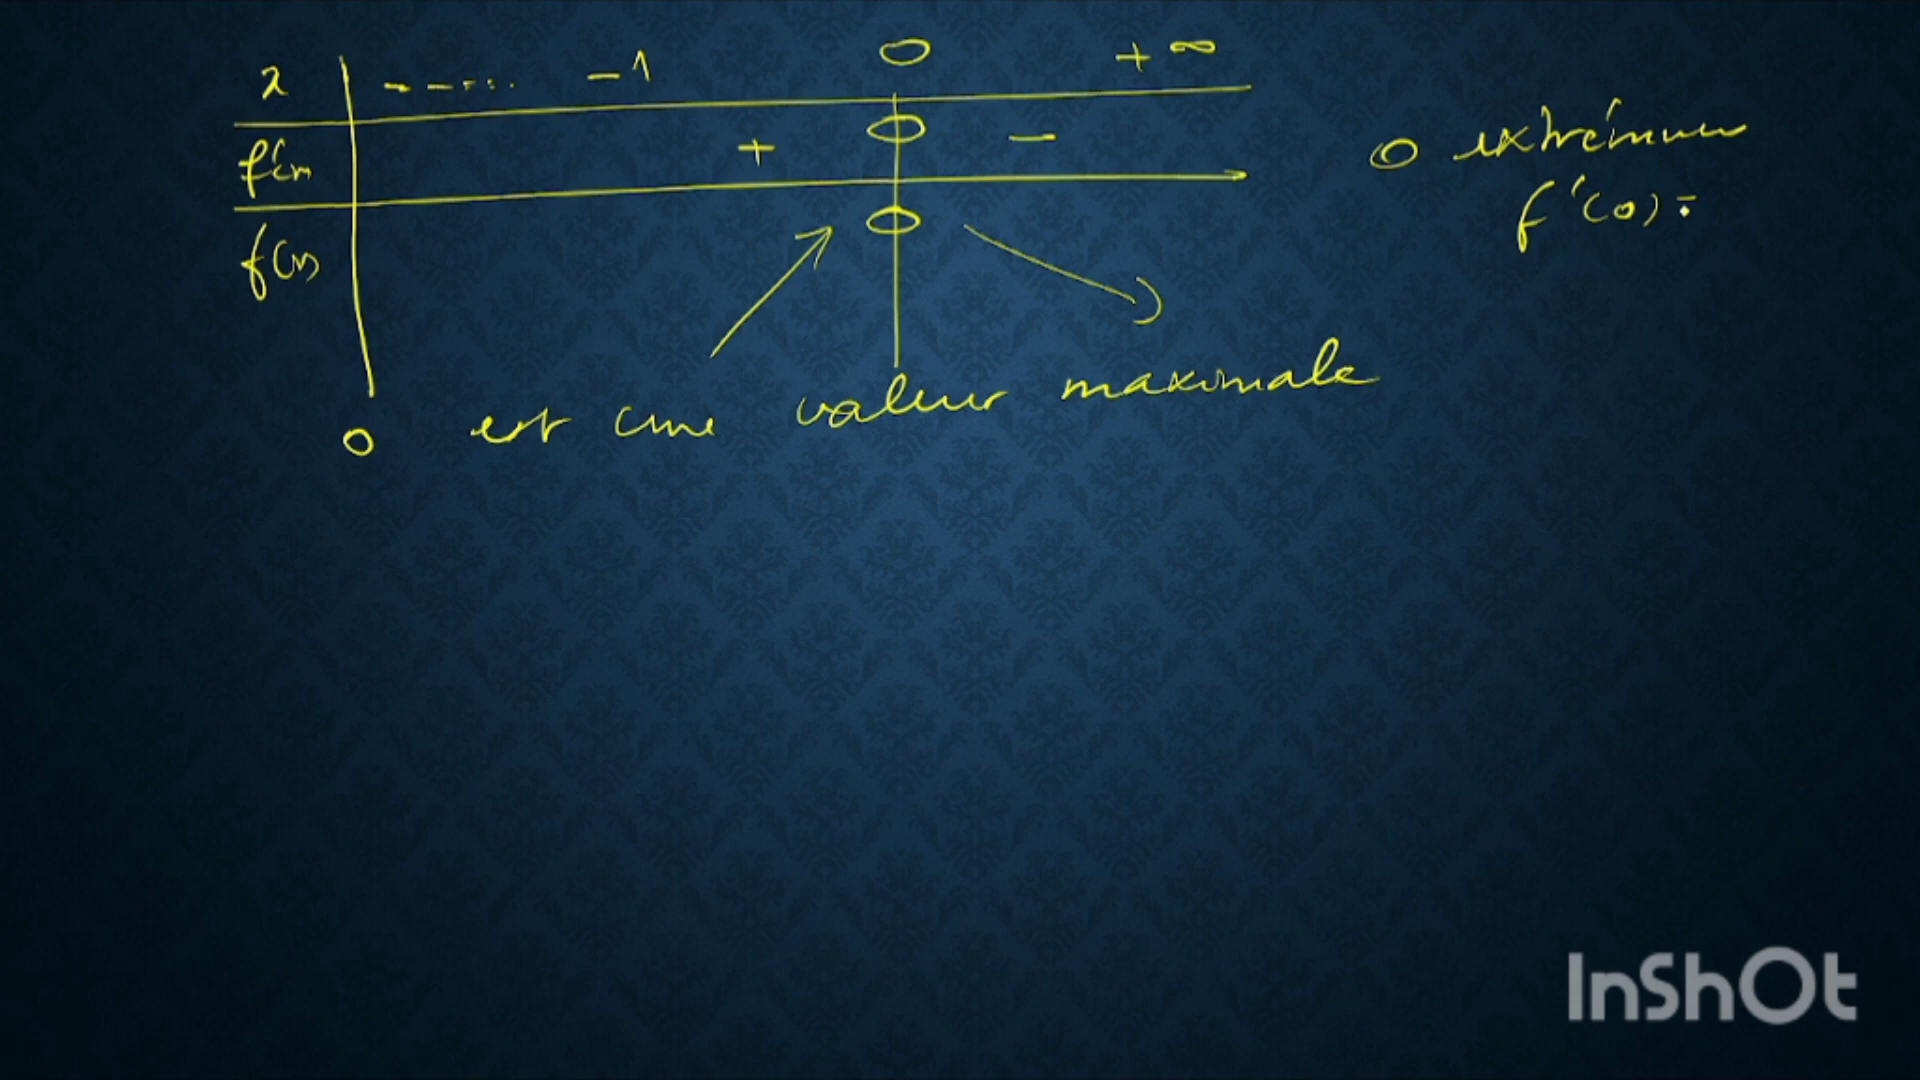 x - - - - - . . -1 0 +∞
f'(x) + 0 -
f(x) 0
0 est une valeur maximale
0 extrémum
f'(0) =
InShOt